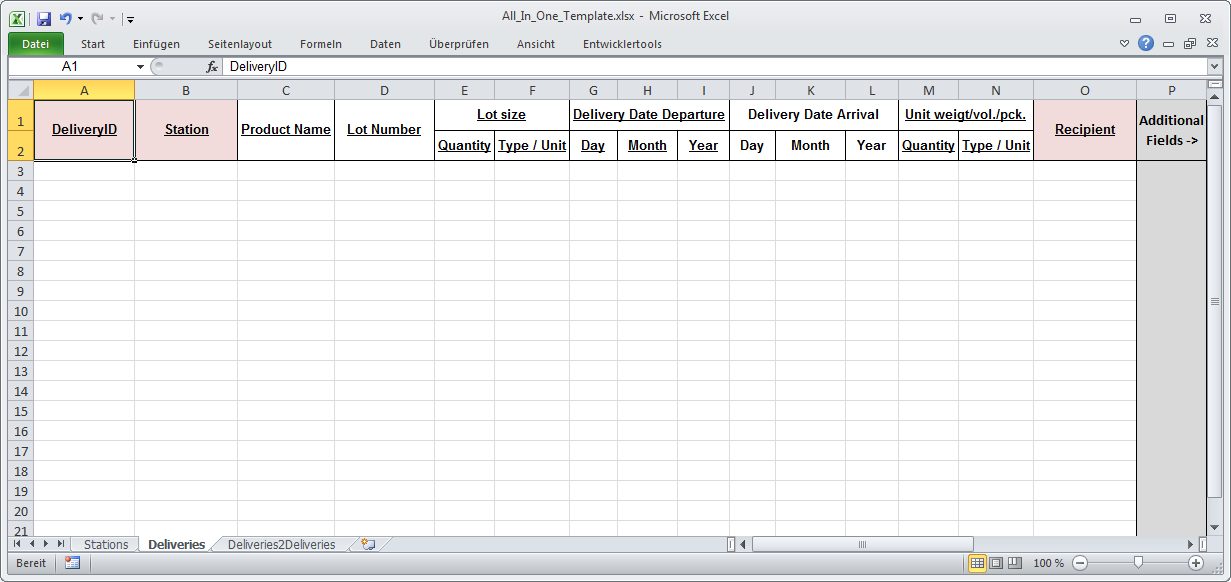 All_In_One_Template.xlsx - Microsoft Excel
Datei Start Einfügen Seitenlayout Formeln Daten Überprüfen Ansicht Entwicklertools
A1 fx DeliveryID
A B C D E F G H I J K L M N O P
1 DeliveryID Station Product Name Lot Number Lot size Delivery Date Departure Delivery Date Arrival Unit weigt/vol./pck. Recipient Additional Fields ->
2 Quantity Type / Unit Day Month Year Day Month Year Quantity Type / Unit
3
4
5
6
7
8
9
10
11
12
13
14
15
16
17
18
19
20
21
Stations Deliveries Deliveries2Deliveries
Bereit 100 %